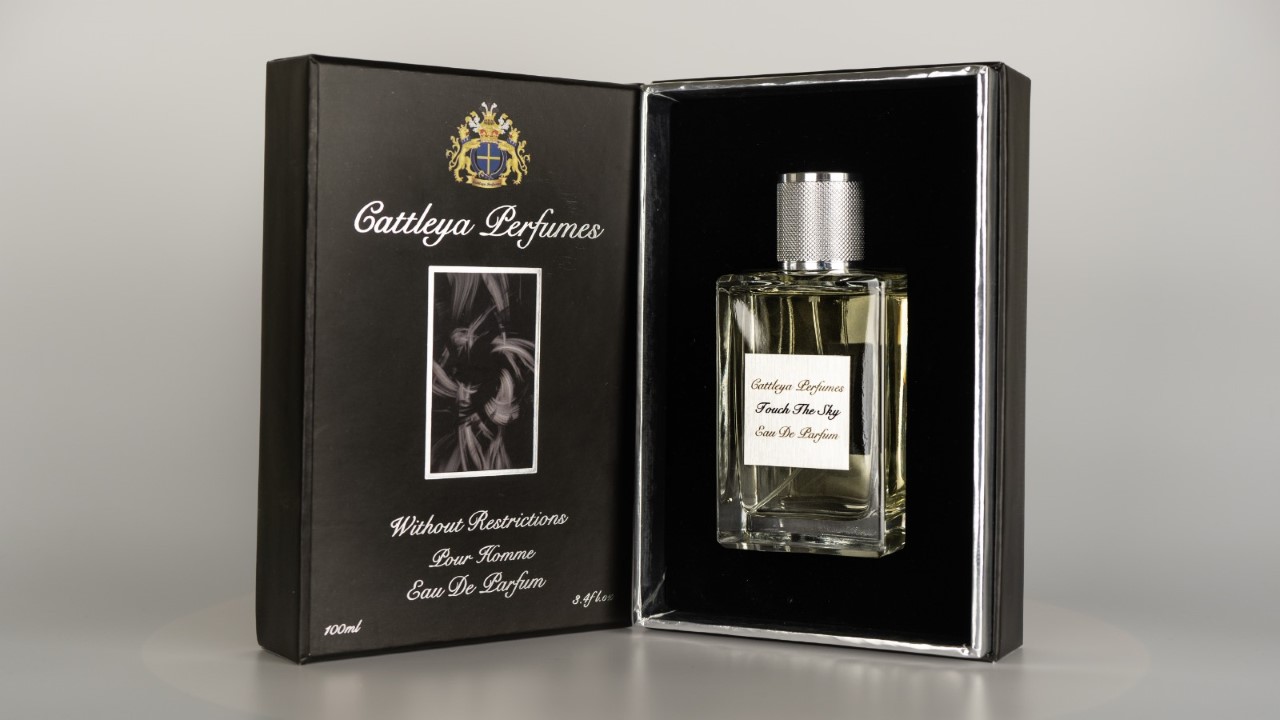 Cattleya Perfumes
Without Restrictions
Pour Homme
Eau De Parfum
100ml
3.4fl.oz
Cattleya Perfumes
Touch The Sky
Eau De Parfum